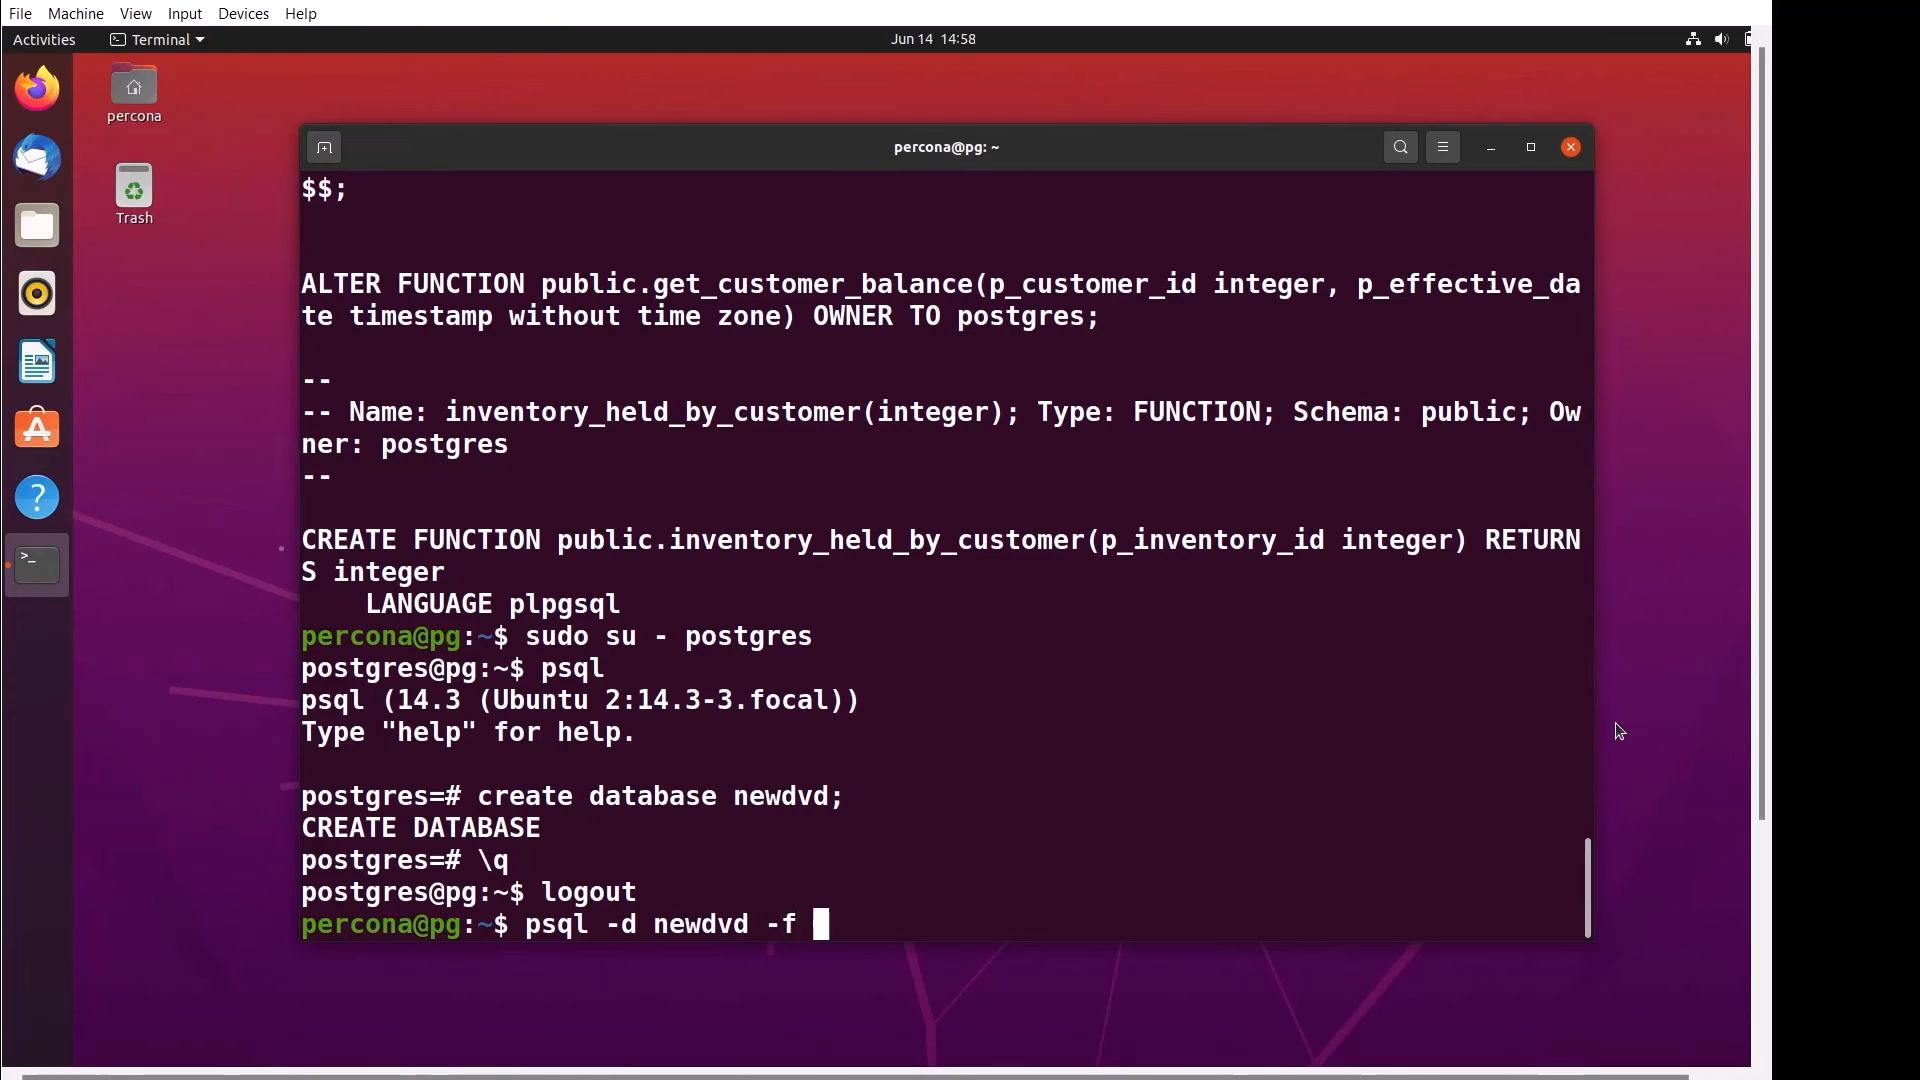 File Machine View Input Devices Help
Activities Terminal Jun 14 14:58
percona
Trash
percona@pg: ~
$$;
ALTER FUNCTION public.get_customer_balance(p_customer_id integer, p_effective_da
te timestamp without time zone) OWNER TO postgres;
--
-- Name: inventory_held_by_customer(integer); Type: FUNCTION; Schema: public; Ow
ner: postgres
--
CREATE FUNCTION public.inventory_held_by_customer(p_inventory_id integer) RETURN
S integer
    LANGUAGE plpgsql
percona@pg:~$ sudo su - postgres
postgres@pg:~$ psql
psql (14.3 (Ubuntu 2:14.3-3.focal))
Type "help" for help.
postgres=# create database newdvd;
CREATE DATABASE
postgres=# \q
postgres@pg:~$ logout
percona@pg:~$ psql -d newdvd -f